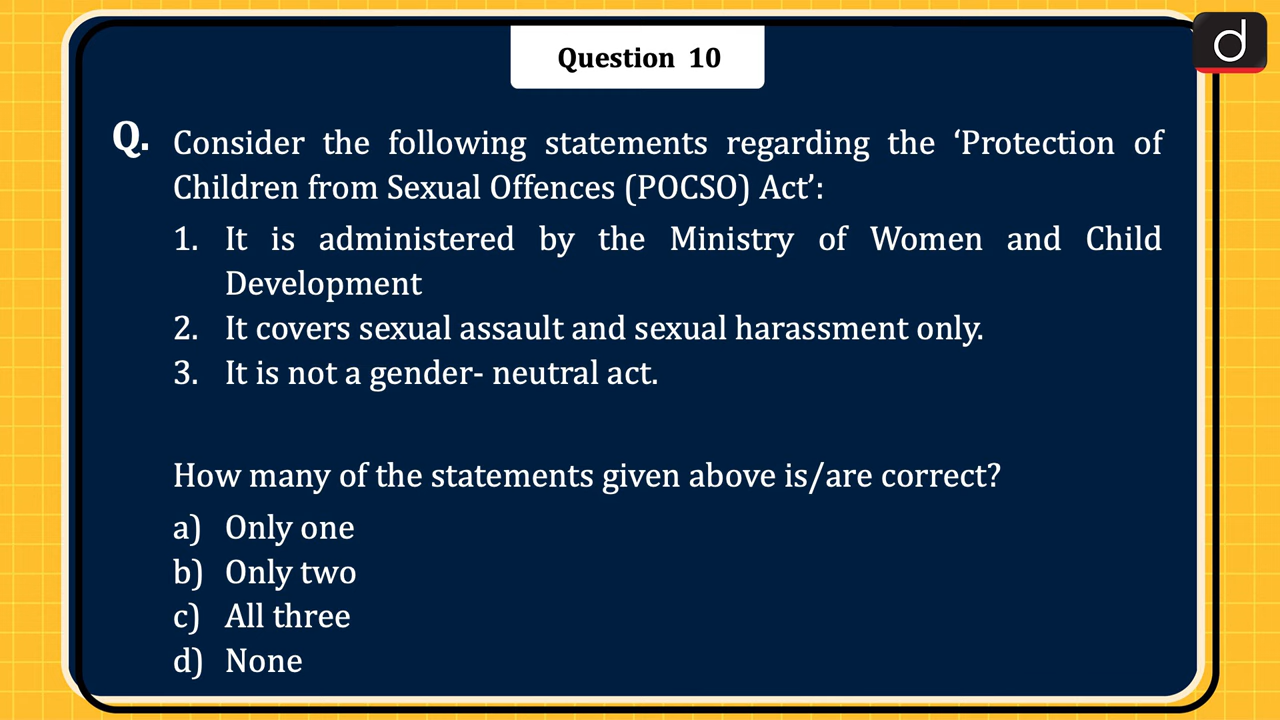 Question 10
d
Q. Consider the following statements regarding the ‘Protection of
Children from Sexual Offences (POCSO) Act’:
1. It is administered by the Ministry of Women and Child
Development
2. It covers sexual assault and sexual harassment only.
3. It is not a gender- neutral act.
How many of the statements given above is/are correct?
a) Only one
b) Only two
c) All three
d) None